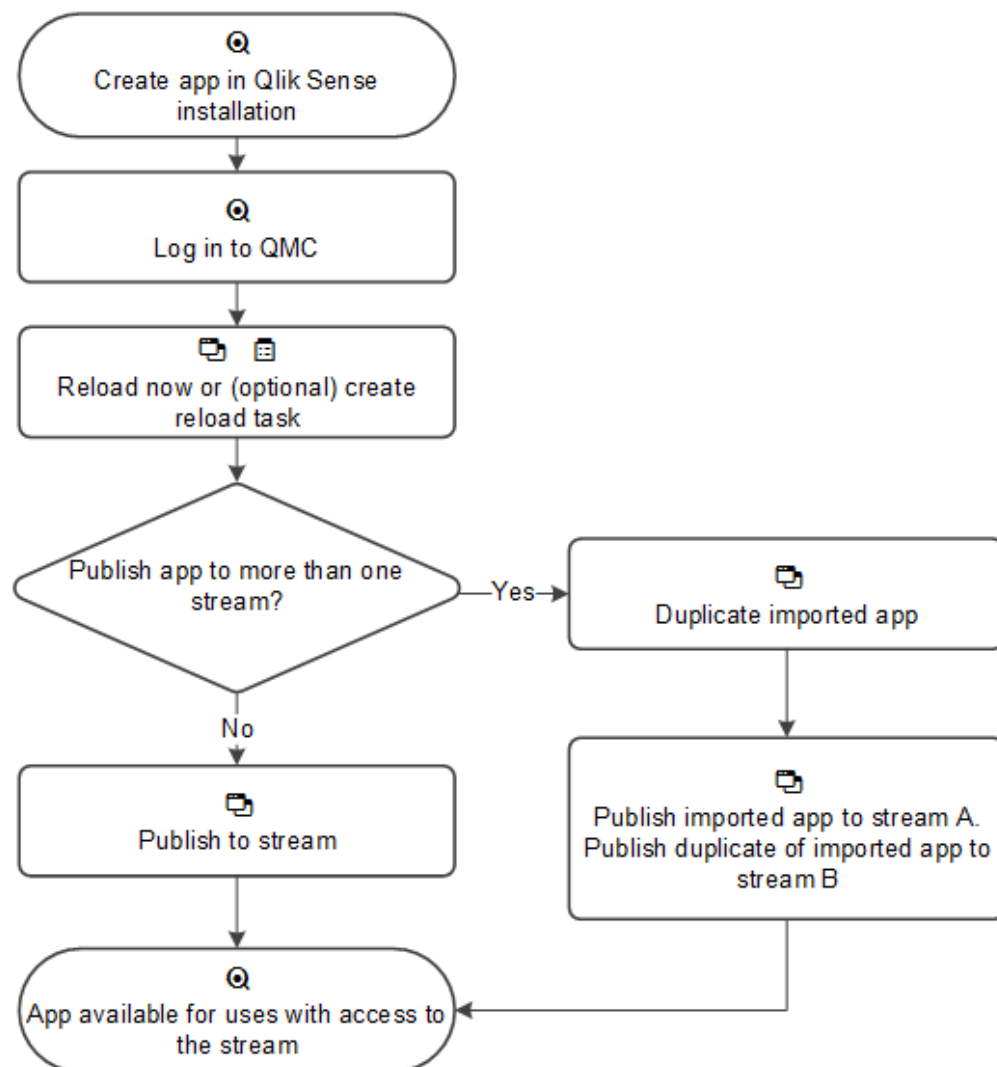 Create app in Qlik Sense
installation
Log in to QMC
Reload now or (optional) create
reload task
Publish app to more than one
stream?
Yes
Duplicate imported app
No
Publish to stream
Publish imported app to stream A.
Publish duplicate of imported app to
stream B
App available for uses with access to
the stream